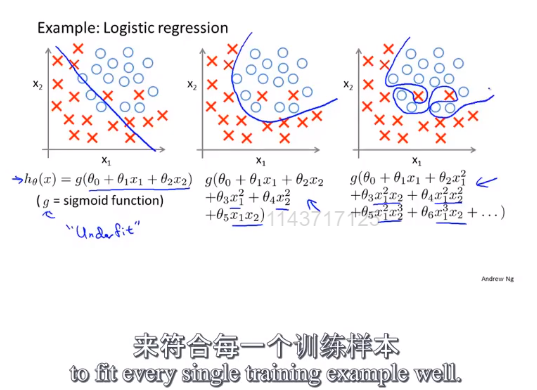 Example: Logistic regression
x₂
x₂
x₂
x₁
x₁
x₁
→hθ(x) = g(θ₀ + θ₁x₁ + θ₂x₂)
(g = sigmoid function)
"Underfit"
g(θ₀ + θ₁x₁ + θ₂x₂
+θ₃x₁² + θ₄x₂²
+θ₅x₁x₂)
g(θ₀ + θ₁x₁ + θ₂x₁²
+θ₃x₁²x₂ + θ₄x₁²x₂²
+θ₅x₁²x₂³ + θ₆x₁³x₂ + ...)
1143717123
Andrew Ng
来符合每一个训练样本
to fit every single training example well.